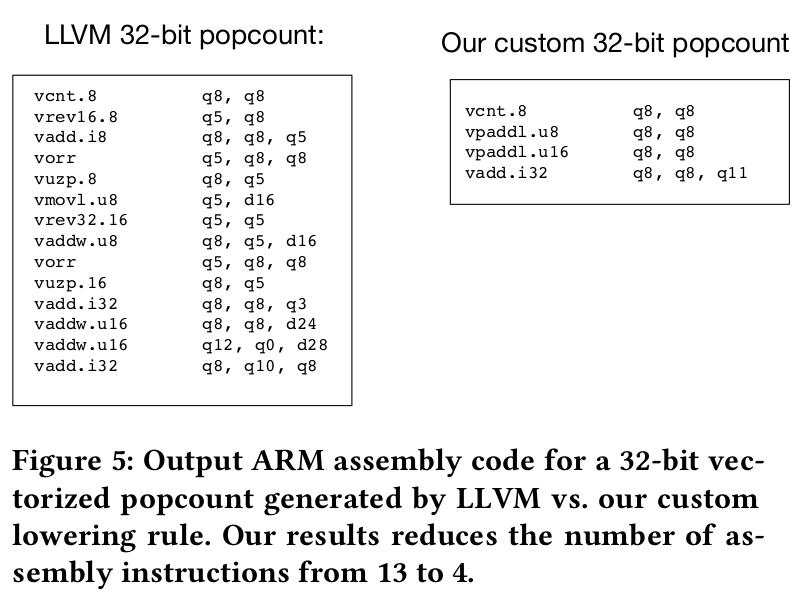 LLVM 32-bit popcount:
vcnt.8 q8, q8
vrev16.8 q5, q8
vadd.i8 q8, q8, q5
vorr q5, q8, q8
vuzp.8 q8, q5
vmovl.u8 q5, d16
vrev32.16 q5, q5
vaddw.u8 q8, q5, d16
vorr q5, q8, q8
vuzp.16 q8, q5
vadd.i32 q8, q8, q3
vaddw.u16 q8, q8, d24
vaddw.u16 q12, q0, d28
vadd.i32 q8, q10, q8
Our custom 32-bit popcount
vcnt.8 q8, q8
vpaddl.u8 q8, q8
vpaddl.u16 q8, q8
vadd.i32 q8, q8, q11
Figure 5: Output ARM assembly code for a 32-bit vec-
torized popcount generated by LLVM vs. our custom
lowering rule. Our results reduces the number of as-
sembly instructions from 13 to 4.